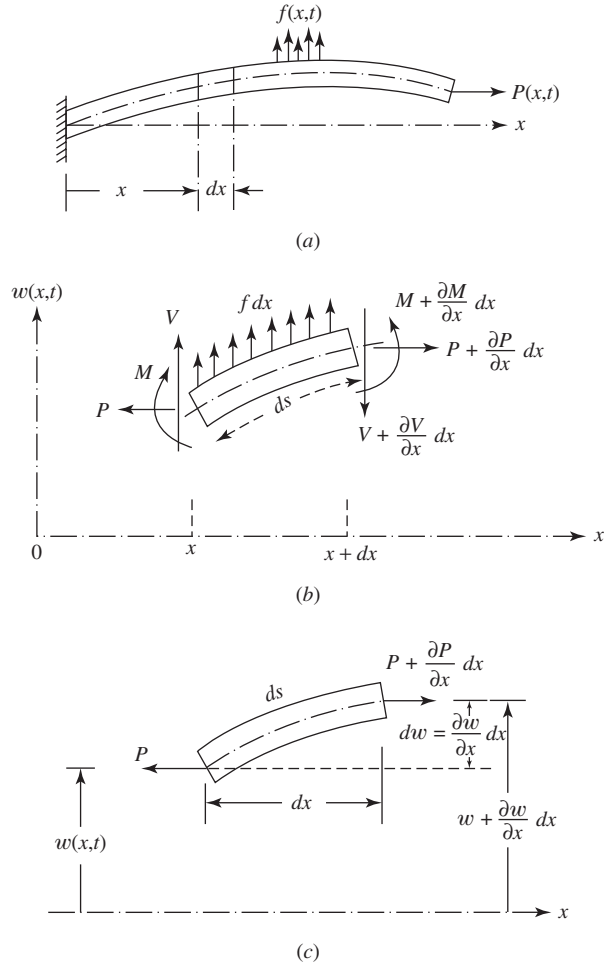 f(x,t)
P(x,t)
x
x
dx
(a)
w(x,t)
V
f dx
M + ∂M/∂x dx
M
P
P + ∂P/∂x dx
ds
V + ∂V/∂x dx
0
x
x + dx
x
(b)
ds
P + ∂P/∂x dx
P
dw = ∂w/∂x dx
dx
w(x,t)
w + ∂w/∂x dx
x
(c)